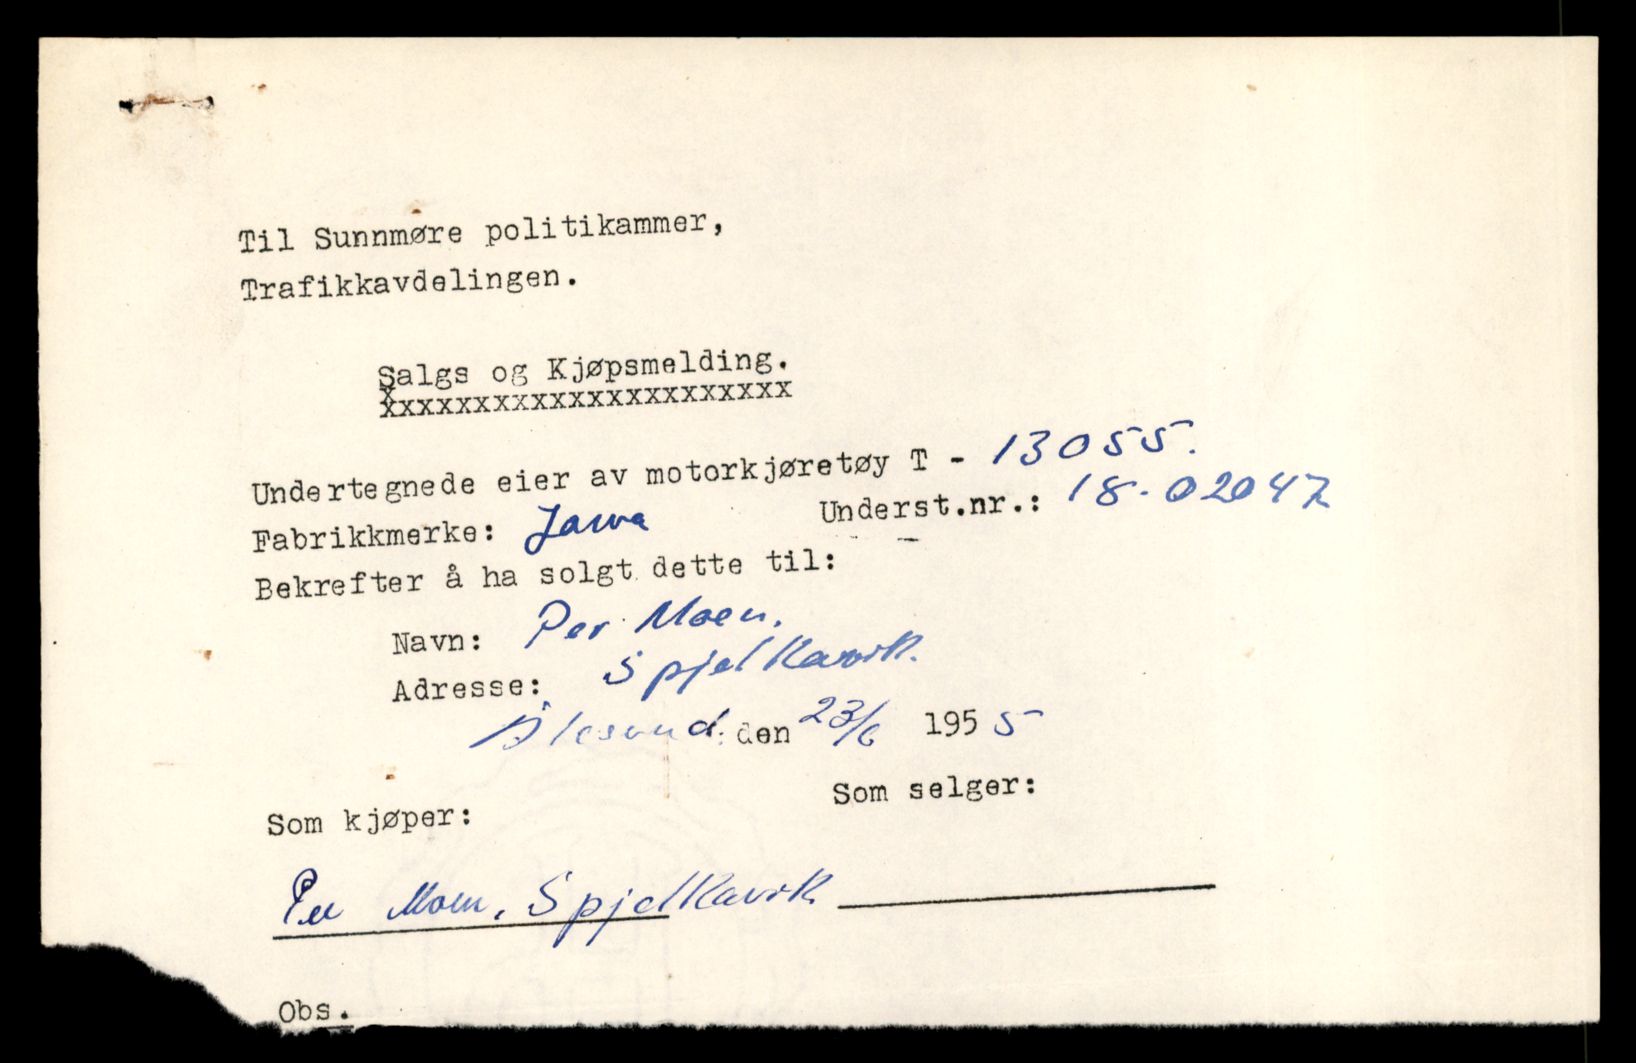 Til Sunnmøre politikammer,
Trafikkavdelingen.
Salgs og Kjøpsmelding.
xxxxxxxxxxxxxxxxxxxxxxx
Undertegnede eier av motorkjøretøy T - 13055.
Fabrikkmerke: Jawa Underst.nr.: 18-02047
Bekrefter å ha solgt dette til:
Navn: Per Moen.
Adresse: Spjelkavik.
Ålesund. den 23/6 1955
Som kjøper: Som selger:
Per Moen, Spjelkavik
Obs.